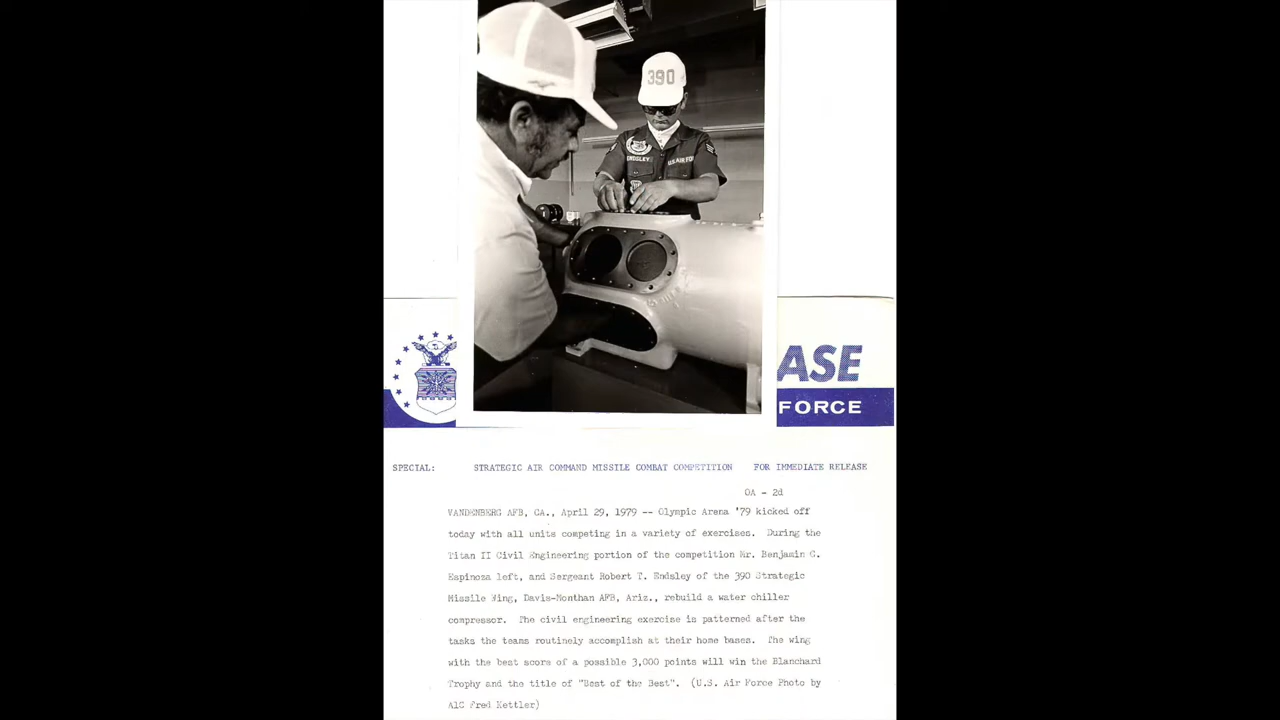 390
ENDSLEY
U.S. AIR FO
ASE
FORCE
SPECIAL: STRATEGIC AIR COMMAND MISSILE COMBAT COMPETITION FOR IMMEDIATE RELEASE
OA - 2d
VANDENBERG AFB, CA., April 29, 1979 -- Olympic Arena '79 kicked off
today with all units competing in a variety of exercises. During the
Titan II Civil Engineering portion of the competition Mr. Benjamin G.
Espinoza left, and Sergeant Robert T. Endsley of the 390 Strategic
Missile Wing, Davis-Monthan AFB, Ariz., rebuild a water chiller
compressor. The civil engineering exercise is patterned after the
tasks the teams routinely accomplish at their home bases. The wing
with the best score of a possible 3,000 points will win the Blanchard
Trophy and the title of "Best of the Best". (U.S. Air Force Photo by
A1C Fred Kettler)